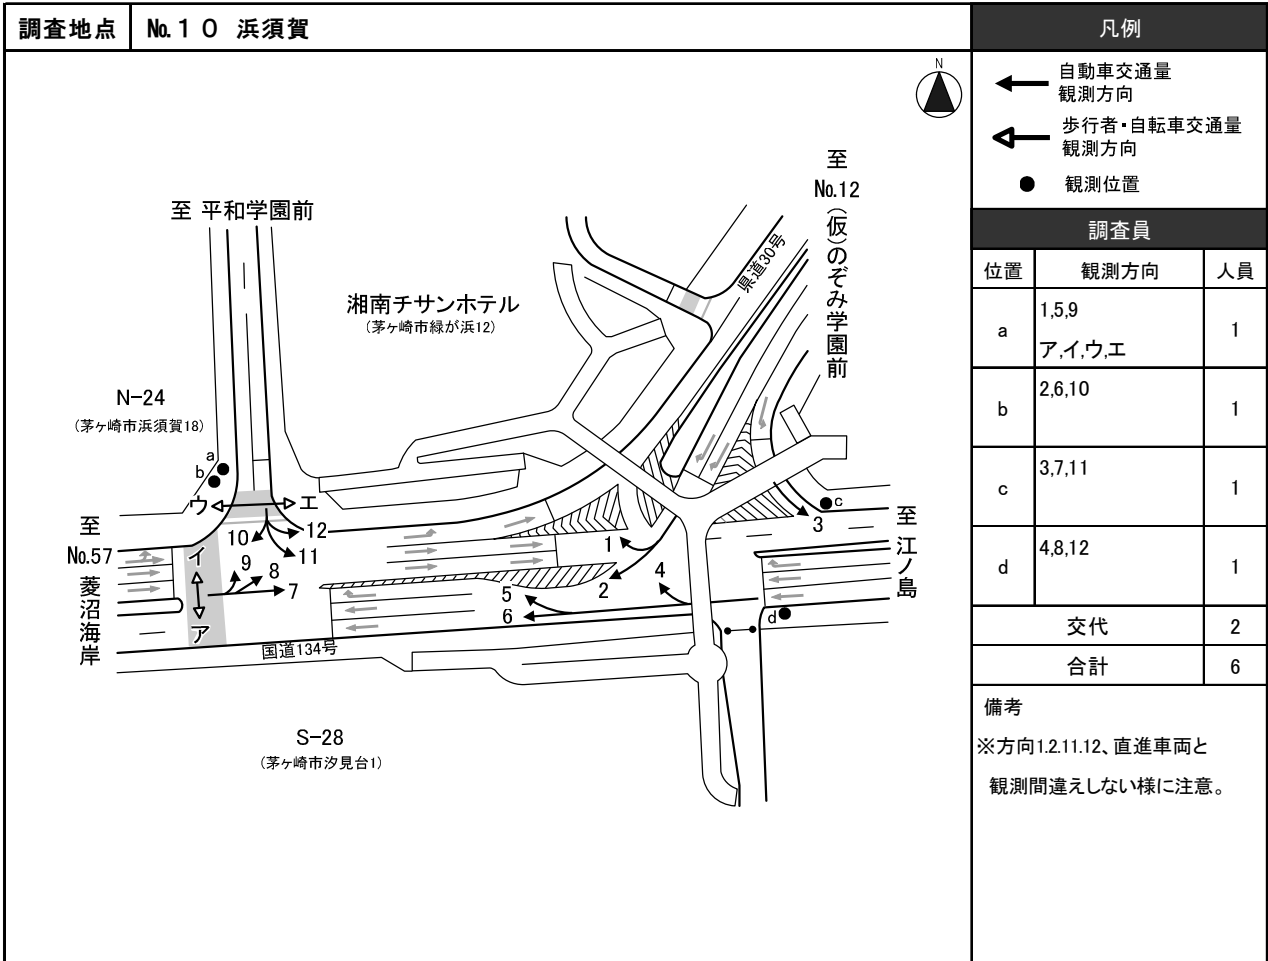 調査地点
№.１０ 浜須賀
凡例
自動車交通量
観測方向
歩行者・自転車交通量
観測方向
観測位置
調査員
位置 観測方向 人員
a 1,5,9 1
ア,イ,ウ,エ
b 2,6,10 1
c 3,7,11 1
d 4,8,12 1
交代 2
合計 6
備考
※方向1.2.11.12、直進車両と
観測間違えしない様に注意。
N
至 平和学園前
至
№.12
(仮)のぞみ学園前
県道30号
湘南チサンホテル
(茅ヶ崎市緑が浜12)
N-24
(茅ヶ崎市浜須賀18)
a
b
ウ
エ
至
№.57
菱沼海岸
イ
ア
10
12
11
9
8
7
1
2
3
4
5
6
c
d
至
江ノ島
国道134号
S-28
(茅ヶ崎市汐見台1)